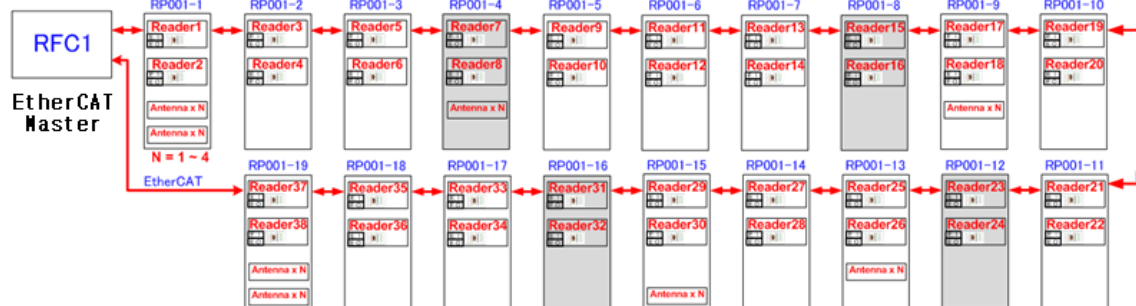 RP001-1 RP001-2 RP001-3 RP001-4 RP001-5 RP001-6 RP001-7 RP001-8 RP001-9 RP001-10
RFC1
Reader1 Reader3 Reader5 Reader7 Reader9 Reader11 Reader13 Reader15 Reader17 Reader19
Reader2 Reader4 Reader6 Reader8 Reader10 Reader12 Reader14 Reader16 Reader18 Reader20
EtherCAT
Master
Antenna x N Antenna x N Antenna x N
Antenna x N
N = 1 ~ 4
RP001-19 RP001-18 RP001-17 RP001-16 RP001-15 RP001-14 RP001-13 RP001-12 RP001-11
EtherCAT
Reader37 Reader35 Reader33 Reader31 Reader29 Reader27 Reader25 Reader23 Reader21
Reader38 Reader36 Reader34 Reader32 Reader30 Reader28 Reader26 Reader24 Reader22
Antenna x N Antenna x N
Antenna x N Antenna x N